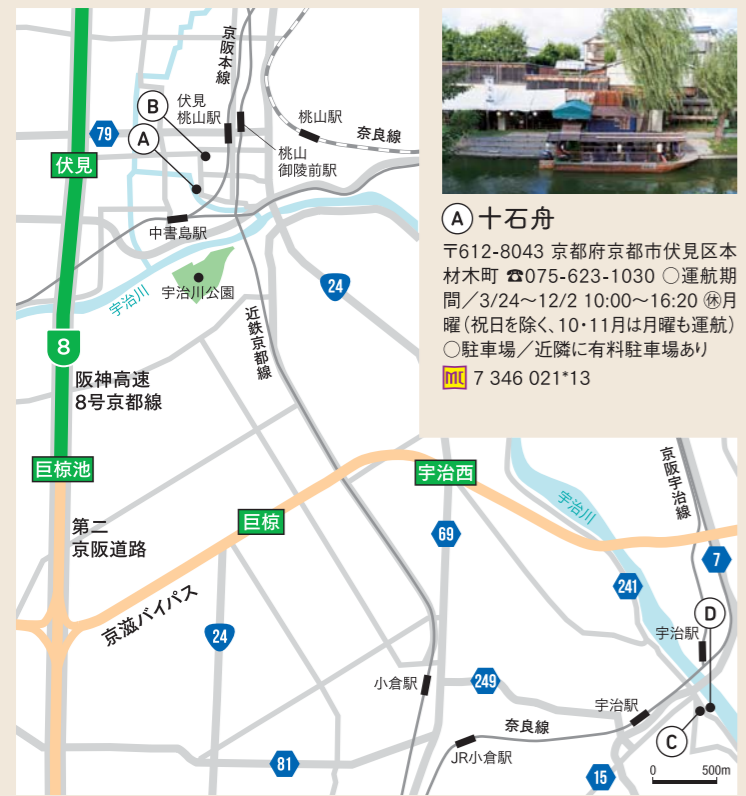 京阪本線
B
伏見
桃山駅
桃山駅
奈良線
79
A
桃山
御陵前駅
伏見
中書島駅
宇治川公園
宇治川
24
近鉄京都線
8
阪神高速
8号京都線
A 十石舟
〒612-8043 京都府京都市伏見区本
材木町 ☎075-623-1030 ○運航期
間／3/24～12/2 10:00～16:20 ㊡月
曜（祝日を除く、10・11月は月曜も運航）
○駐車場／近隣に有料駐車場あり
MC 7 346 021*13
巨椋池
宇治西
京阪宇治線
宇治川
巨椋
第二
京阪道路
69
7
241
京滋バイパス
24
D
宇治駅
小倉駅
249
宇治駅
奈良線
C
JR小倉駅
81
15
0 500m